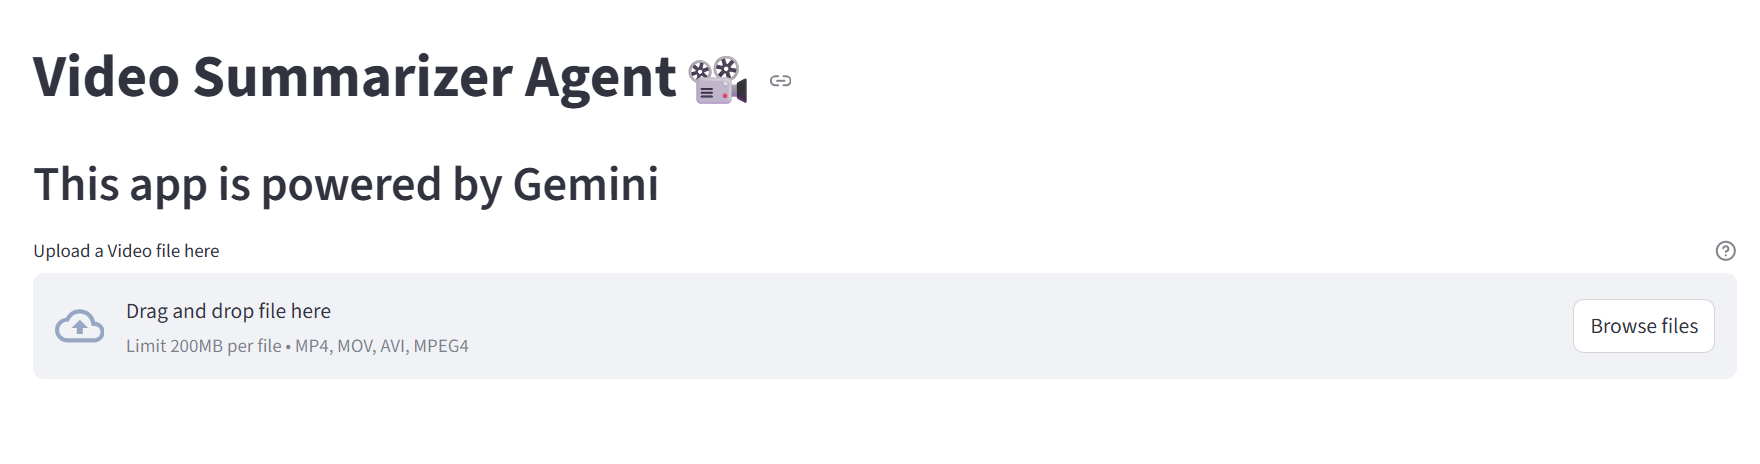 Video Summarizer Agent
This app is powered by Gemini
Upload a Video file here
Drag and drop file here
Limit 200MB per file • MP4, MOV, AVI, MPEG4
Browse files